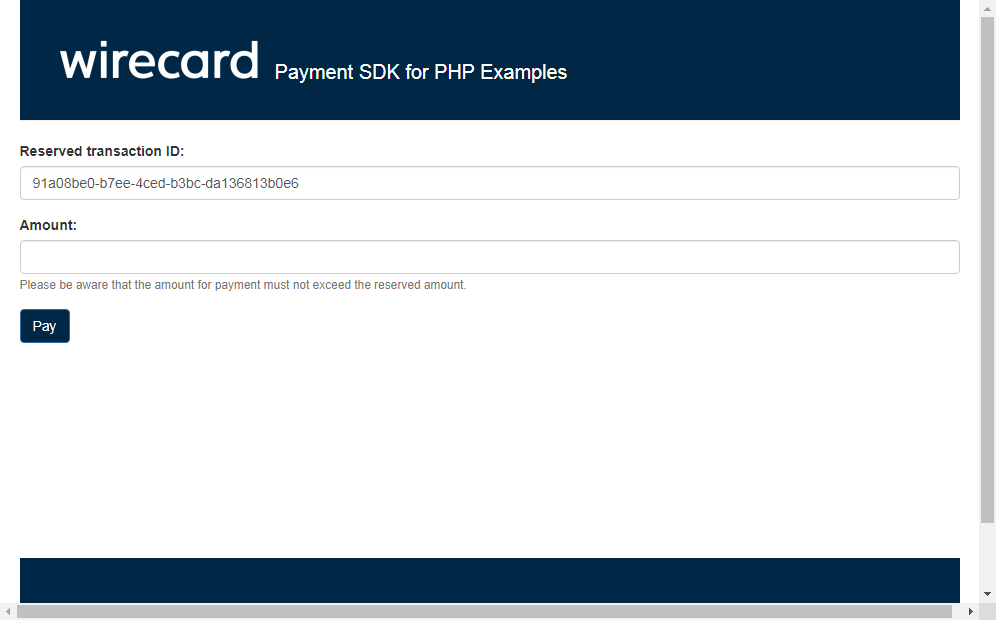 wirecard Payment SDK for PHP Examples
Reserved transaction ID:
91a08be0-b7ee-4ced-b3bc-da136813b0e6
Amount:
Please be aware that the amount for payment must not exceed the reserved amount.
Pay